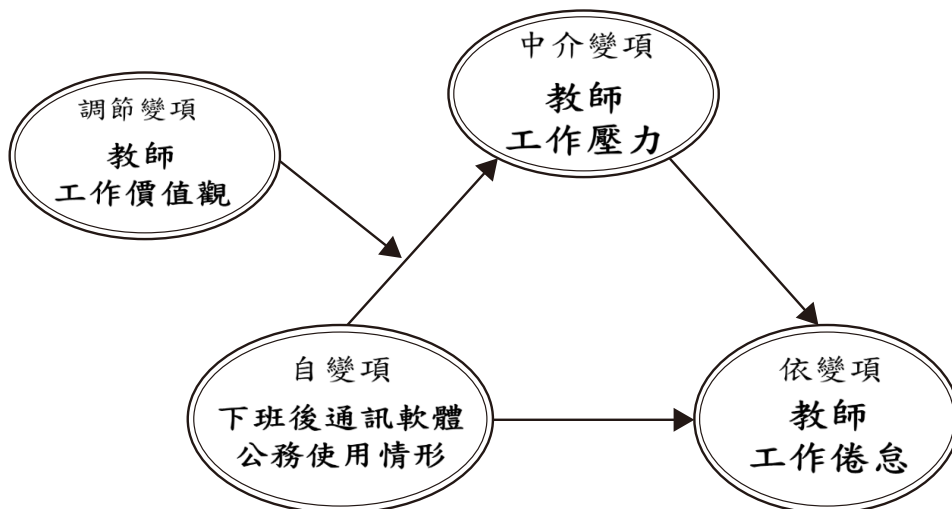 中介變項
教師
工作壓力
調節變項
教師
工作價值觀
自變項
下班後通訊軟體
公務使用情形
依變項
教師
工作倦怠